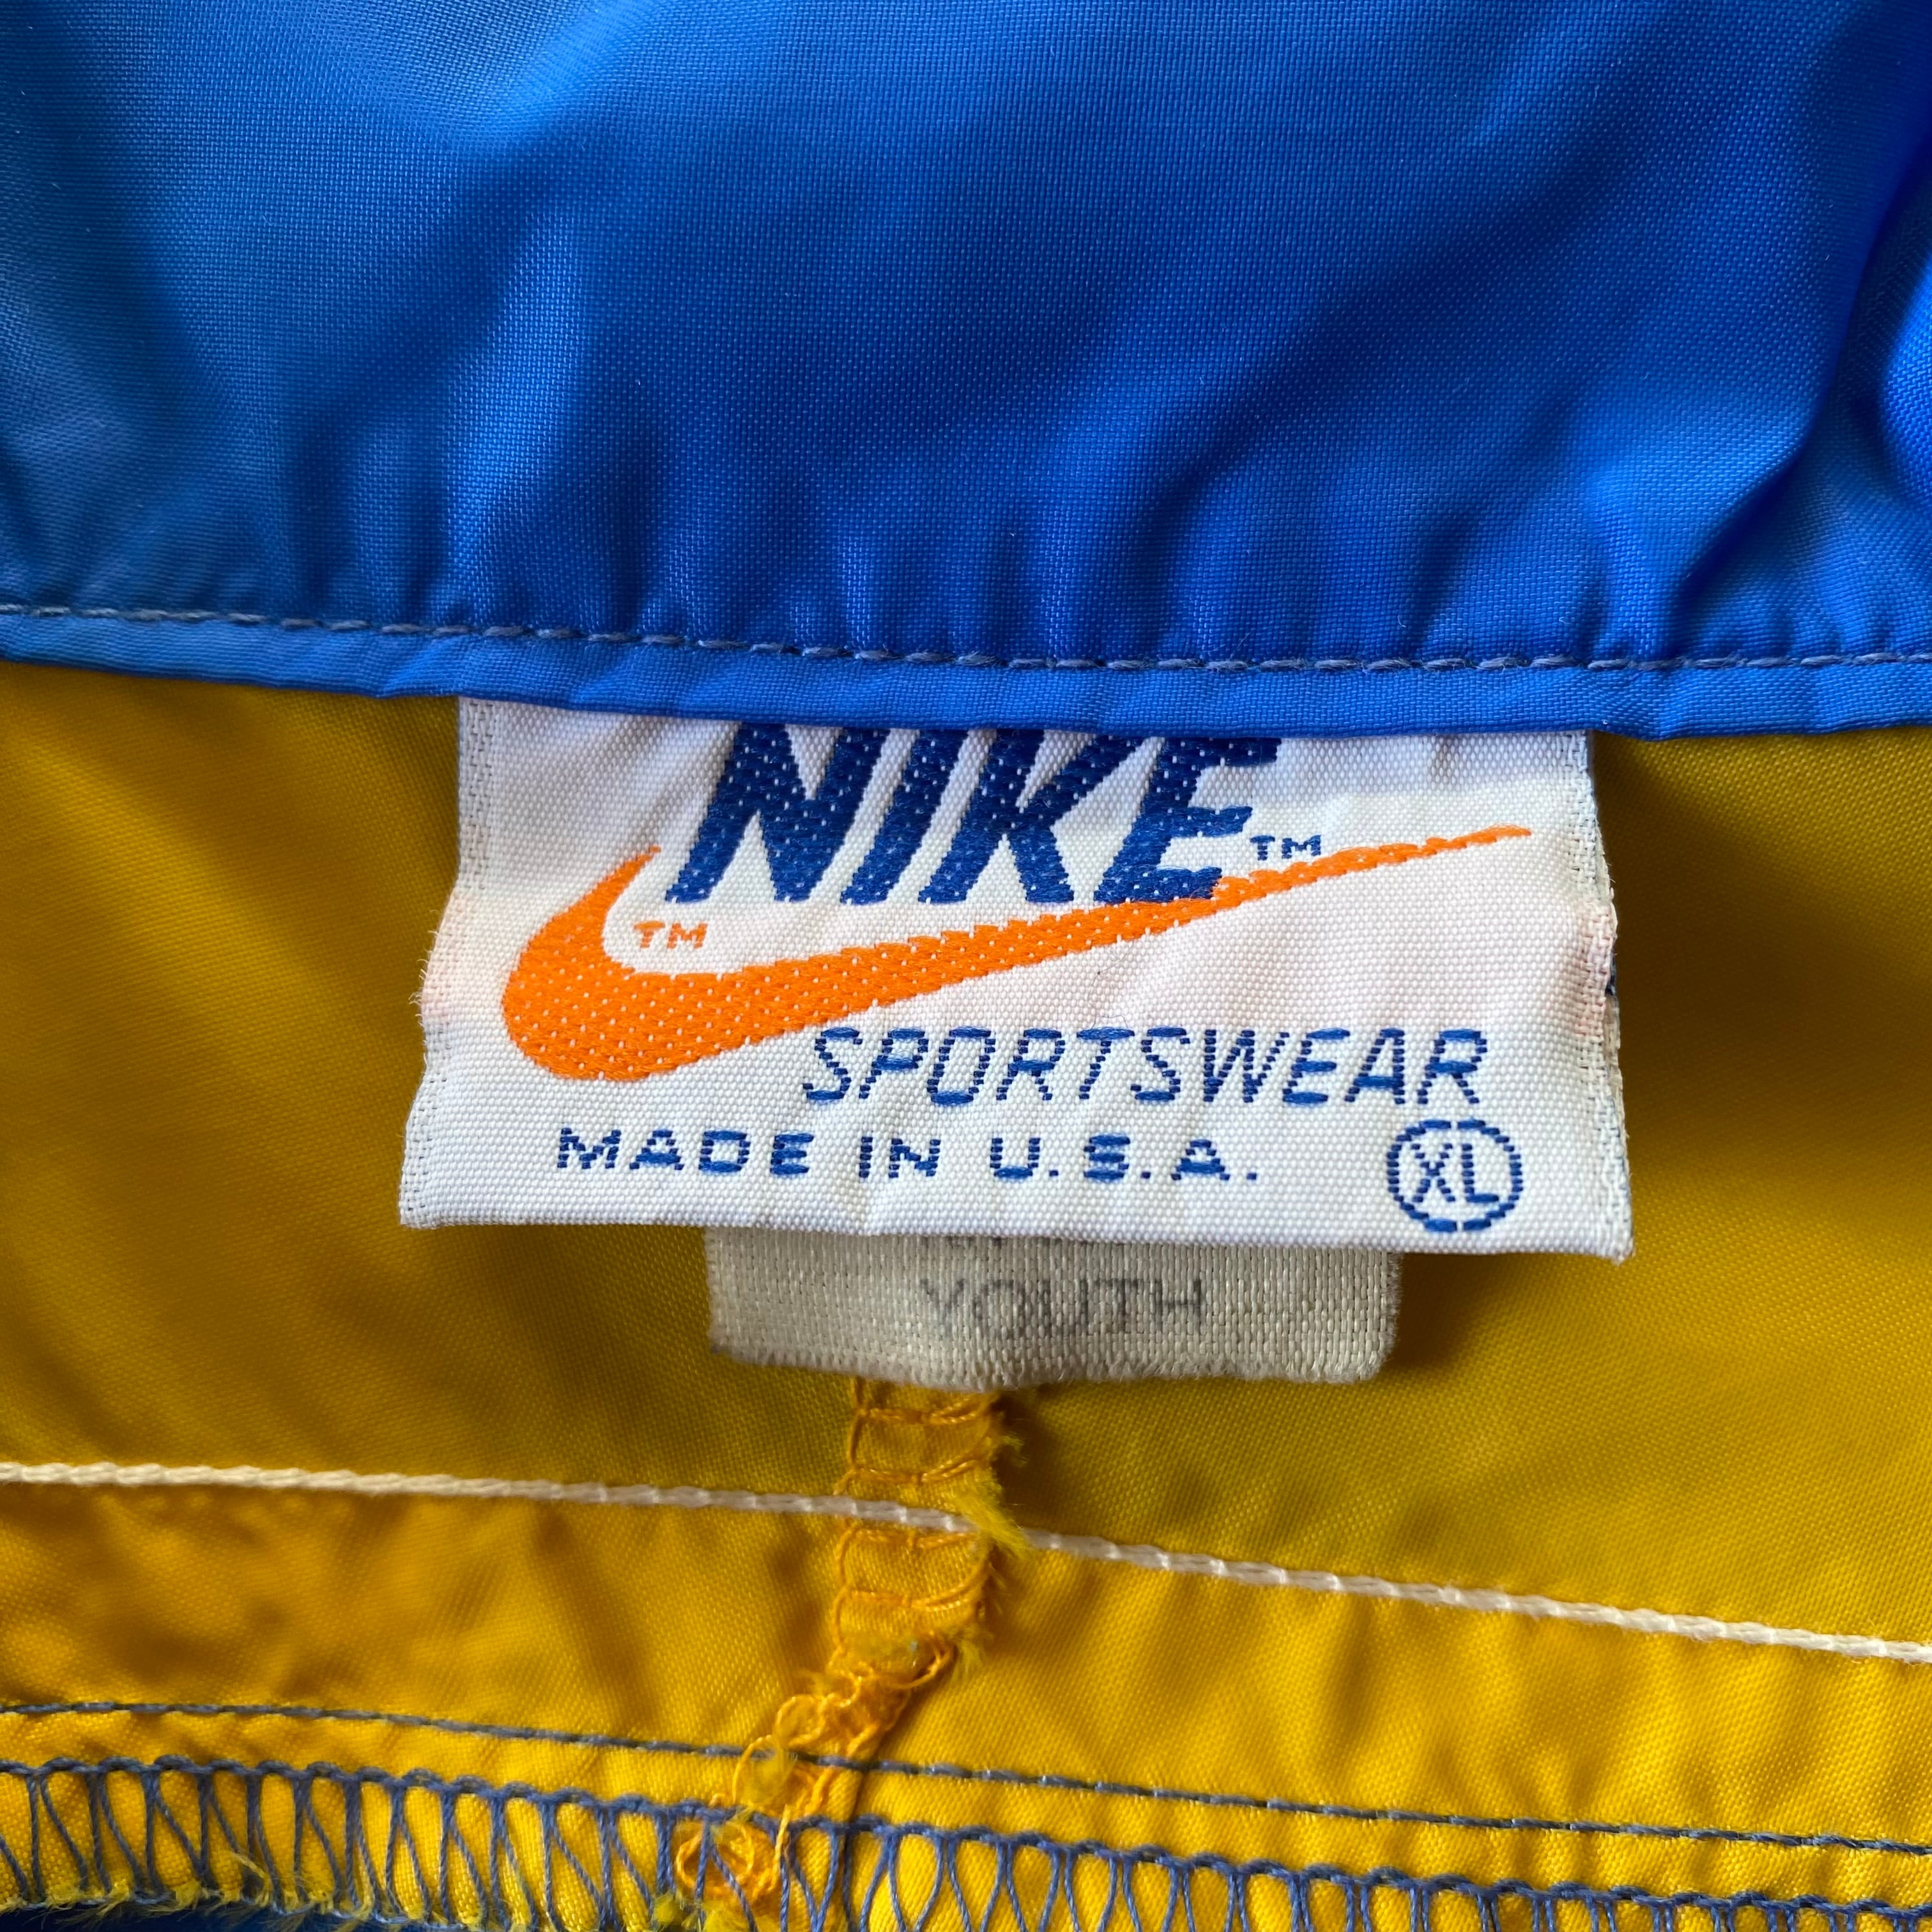 NIKE™
™
SPORTSWEAR
MADE IN U.S.A. XL
YOUTH